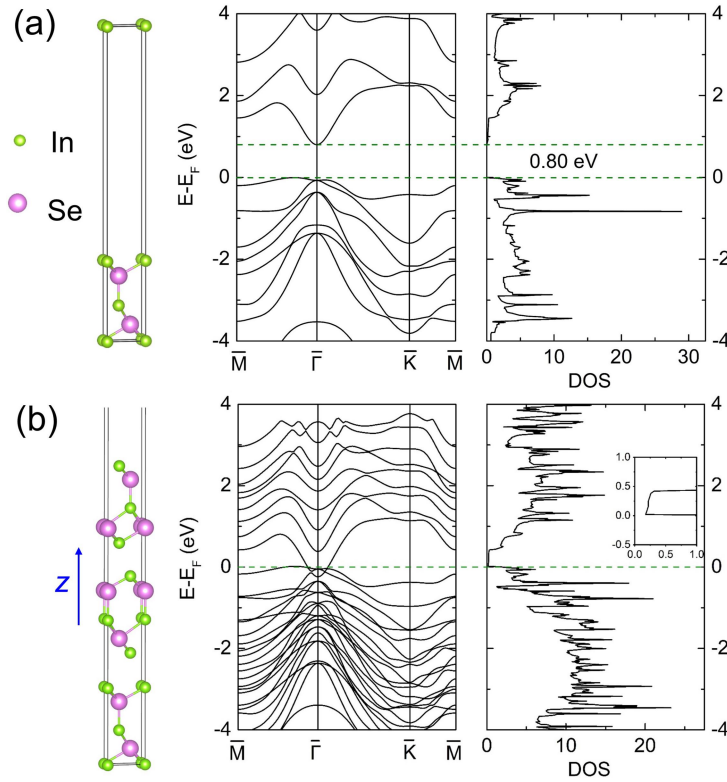 (a)
In
Se
E-E_F (eV)
4
2
0
-2
-4
M̅ Γ̅ K̅ M̅
0.80 eV
4
2
0
-2
-4
0 10 20 30
DOS
(b)
z
E-E_F (eV)
4
2
0
-2
-4
M̅ Γ̅ K̅ M̅
1.0
0.5
0.0
-0.5
0.0 0.5 1.0
4
2
0
-2
-4
0 10 20
DOS